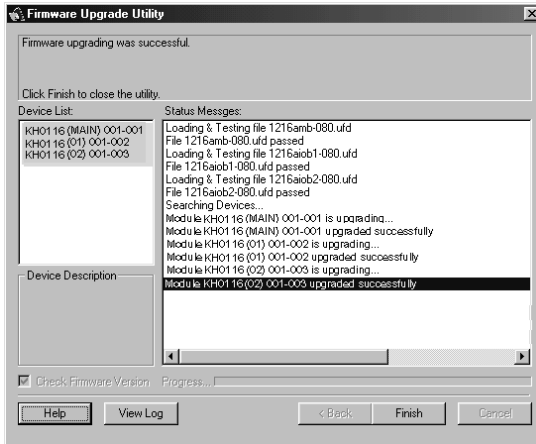 Firmware Upgrade Utility
Firmware upgrading was successful.
Click Finish to close the utility.
Device List:
KH0116 (MAIN) 001-001
KH0116 (01) 001-002
KH0116 (02) 001-003
Device Description
Status Messges:
Loading & Testing file 1216amb-080.ufd
File 1216amb-080.ufd passed
Loading & Testing file 1216aiob1-080.ufd
File 1216aiob1-080.ufd passed
Loading & Testing file 1216aiob2-080.ufd
File 1216aiob2-080.ufd passed
Searching Devices...
Module KH0116 (MAIN) 001-001 is upgrading...
Module KH0116 (MAIN) 001-001 upgraded successfully
Module KH0116 (01) 001-002 is upgrading...
Module KH0116 (01) 001-002 upgraded successfully
Module KH0116 (02) 001-003 is upgrading...
Module KH0116 (02) 001-003 upgraded successfully
Check Firmware Version Progress...
Help View Log < Back Finish Cancel